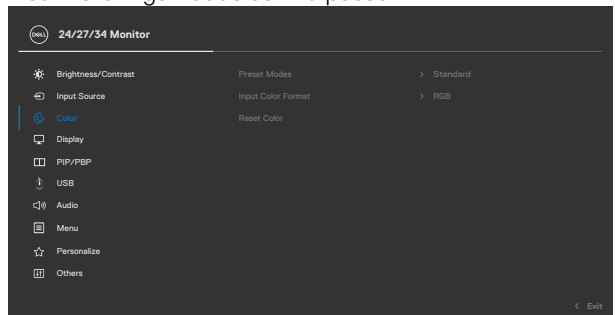 DELL 24/27/34 Monitor
Brightness/Contrast Preset Modes > Standard
Input Source Input Color Format > RGB
Color Reset Color
Display
PIP/PBP
USB
Audio
Menu
Personalize
Others
< Exit